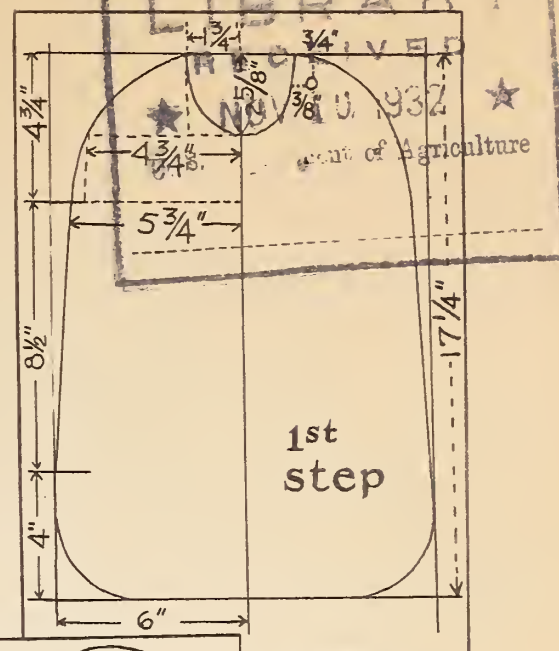 LIBRARY
3/4"
3/4"
RECEIVED
5/8"
3/8"
4 3/4"
★ NOV 1932 ★
4 3/4"
of Agriculture
5 3/4"
8 1/2"
17 1/4"
1st
step
4"
6"